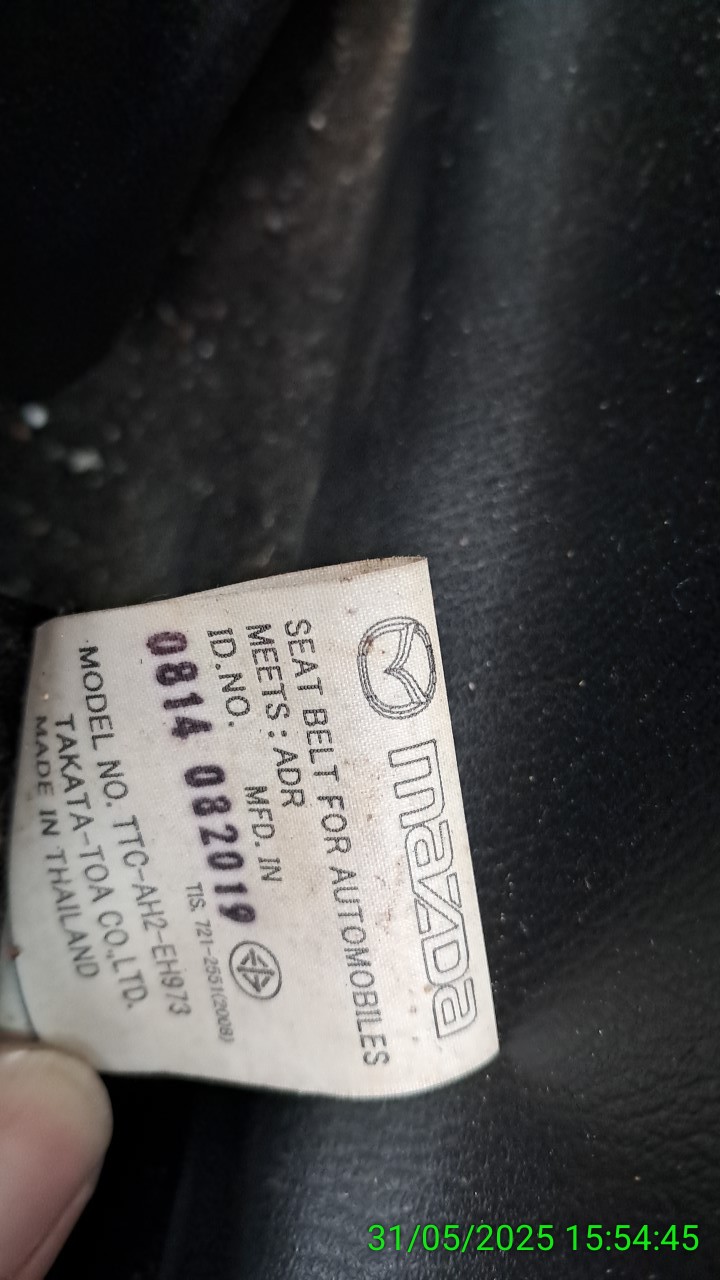 mazda
SEAT BELT FOR AUTOMOBILES
MEETS : ADR
ID. NO. MFD. IN
0814 082019
TIS. 721-2551(2008)
MODEL NO. TTC-AH2-EH973
TAKATA-TOA CO.,LTD.
MADE IN THAILAND
31/05/2025 15:54:45